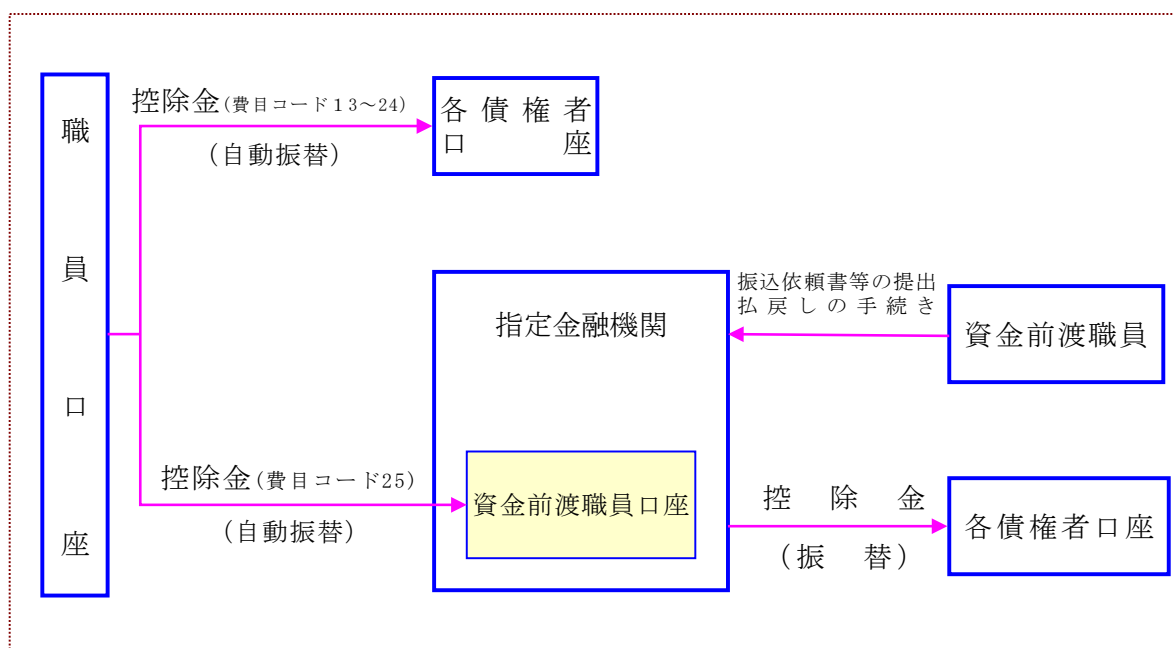 職員口座
控除金(費目コード13～24)
(自動振替)
各債権者
口座
指定金融機関
振込依頼書等の提出
払戻しの手続き
資金前渡職員
控除金(費目コード25)
(自動振替)
資金前渡職員口座
控除金
(振替)
各債権者口座